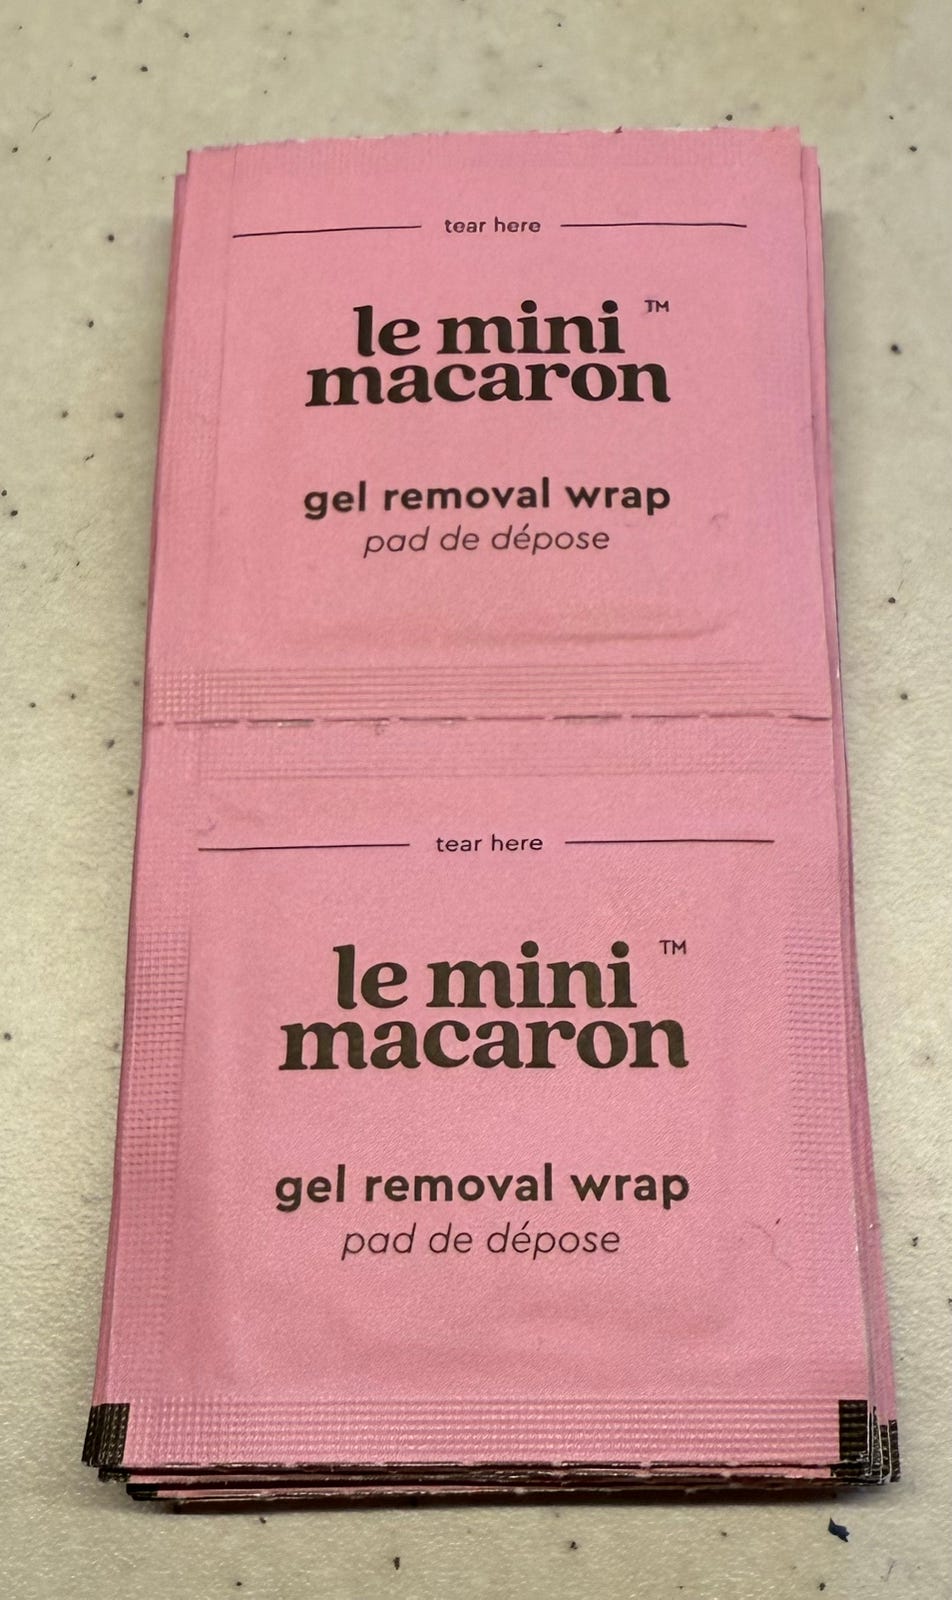 tear here
le mini ™
macaron
gel removal wrap
pad de dépose
tear here
le mini ™
macaron
gel removal wrap
pad de dépose